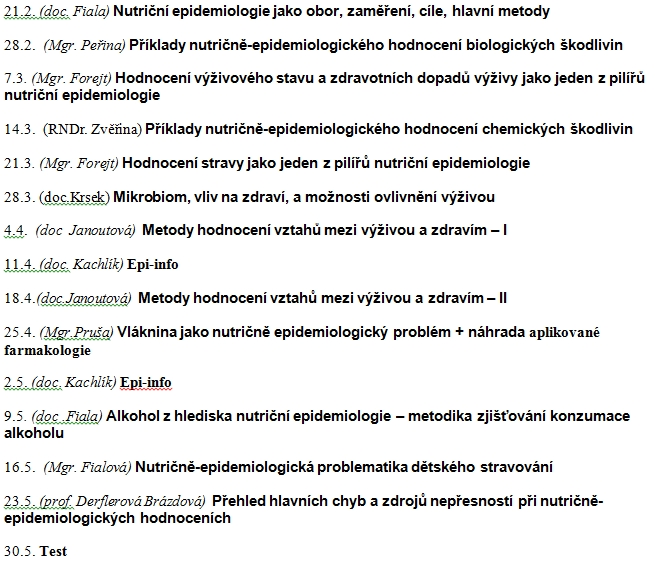 21.2. (doc. Fiala) Nutriční epidemiologie jako obor, zaměření, cíle, hlavní metody
28.2.  (Mgr. Peřina) Příklady nutričně-epidemiologického hodnocení biologických škodlivin
7.3. (Mgr. Forejt) Hodnocení výživového stavu a zdravotních dopadů výživy jako jeden z pilířů
nutriční epidemiologie
14.3.  (RNDr. Zvěřina) Příklady nutričně-epidemiologického hodnocení chemických škodlivin
21.3. (Mgr. Forejt) Hodnocení stravy jako jeden z pilířů nutriční epidemiologie
28.3. (doc.Krsek) Mikrobiom, vliv na zdraví, a možnosti ovlivnění výživou
4.4.  (doc  Janoutová)  Metody hodnocení vztahů mezi výživou a zdravím – I
11.4. (doc. Kachlík) Epi-info
18.4.(doc.Janoutová)  Metody hodnocení vztahů mezi výživou a zdravím – II
25.4. (Mgr.Pruša) Vláknina jako nutričně epidemiologický problém + náhrada aplikované
farmakologie
2.5. (doc. Kachlík) Epi-info
9.5. (doc .Fiala) Alkohol z hlediska nutriční epidemiologie – metodika zjišťování konzumace
alkoholu
16.5.  (Mgr. Fialová) Nutričně-epidemiologická problematika dětského stravování
23.5. (prof. Derflerová Brázdová)  Přehled hlavních chyb a zdrojů nepřesností při nutričně-
epidemiologických hodnoceních
30.5. Test